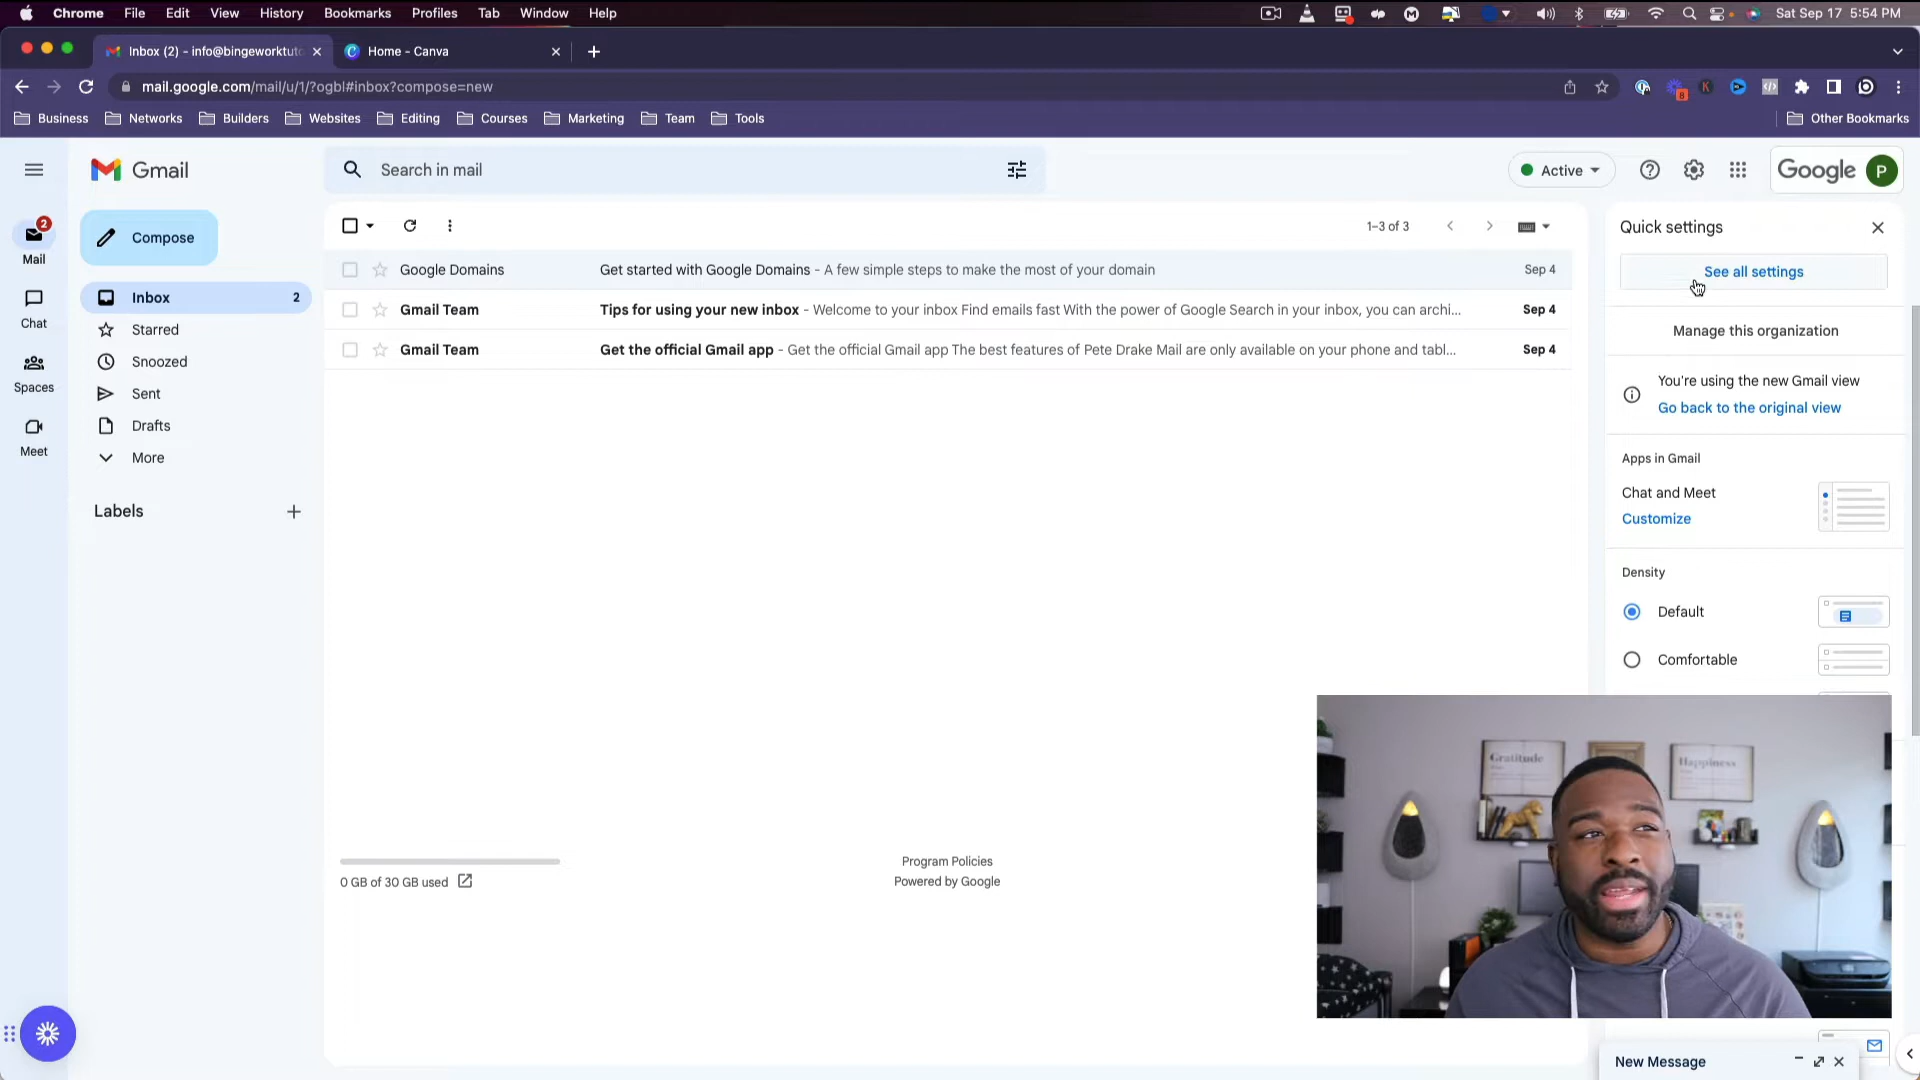 Chrome File Edit View History Bookmarks Profiles Tab Window Help Sat Sep 17 5:54 PM
Inbox (2) - info@bingeworktut Home - Canva
mail.google.com/mail/u/1/?ogbl#inbox?compose=new
Business Networks Builders Websites Editing Courses Marketing Team Tools Other Bookmarks
Gmail Search in mail Active Google P
Compose
1–3 of 3
Quick settings
2
Mail
Chat
Spaces
Meet
Inbox 2
Starred
Snoozed
Sent
Drafts
More
Labels
Google Domains Get started with Google Domains - A few simple steps to make the most of your domain Sep 4
Gmail Team Tips for using your new inbox - Welcome to your inbox Find emails fast With the power of Google Search in your inbox, you can archi... Sep 4
Gmail Team Get the official Gmail app - Get the official Gmail app The best features of Pete Drake Mail are only available on your phone and tabl... Sep 4
See all settings
Manage this organization
You're using the new Gmail view
Go back to the original view
Apps in Gmail
Chat and Meet
Customize
Density
Default
Comfortable
Gratitude
Happiness
0 GB of 30 GB used
Program Policies
Powered by Google
New Message